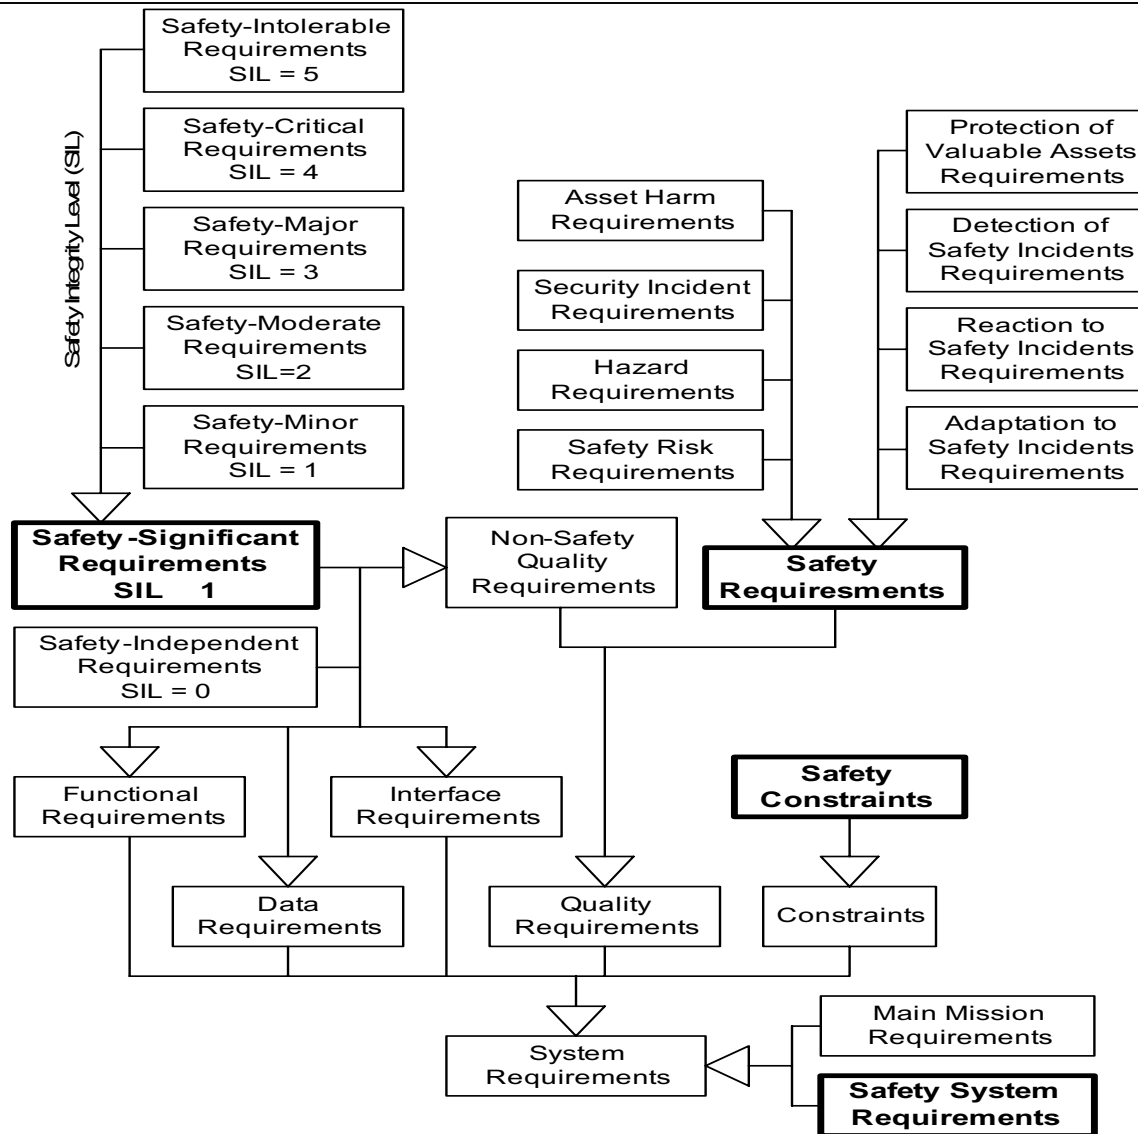 Safety-Intolerable
Requirements
SIL = 5
Safety-Critical
Requirements
SIL = 4
Safety-Major
Requirements
SIL = 3
Safety-Moderate
Requirements
SIL=2
Safety-Minor
Requirements
SIL = 1
Safety Integrity Level (SIL)
Asset Harm
Requirements
Security Incident
Requirements
Hazard
Requirements
Safety Risk
Requirements
Protection of
Valuable Assets
Requirements
Detection of
Safety Incidents
Requirements
Reaction to
Safety Incidents
Requirements
Adaptation to
Safety Incidents
Requirements
Safety-Significant
Requirements
SIL 1
Non-Safety
Quality
Requirements
Safety
Requiresments
Safety-Independent
Requirements
SIL = 0
Functional
Requirements
Interface
Requirements
Safety
Constraints
Data
Requirements
Quality
Requirements
Constraints
System
Requirements
Main Mission
Requirements
Safety System
Requirements